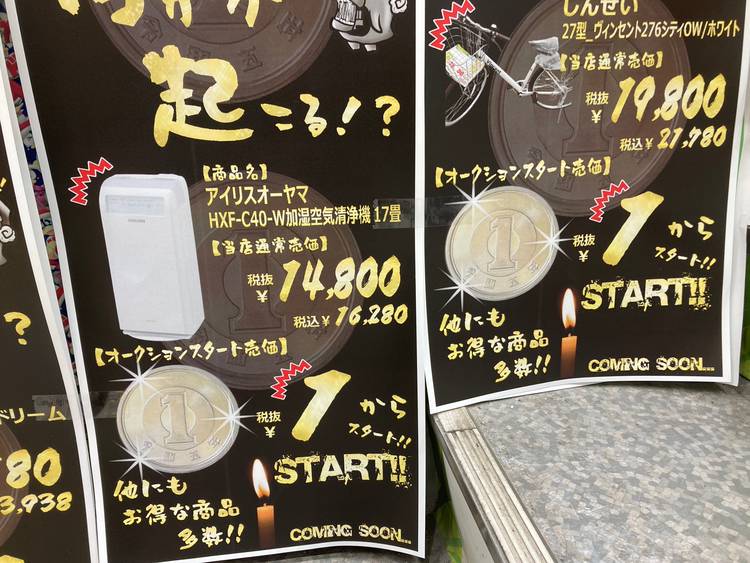 起こる!?
【商品名】
アイリスオーヤマ
HXF-C40-W加湿空気清浄機 17畳
【当店通常売価】
税抜
¥14,800
税込¥16,280
【オークションスタート売価】
1
税抜
¥1から
スタート!!
START!!
他にも
お得な商品
多数!!
COMING SOON...
じんせい
27型_ヴィンセント276シティOW/ホワイト
【当店通常売価】
税抜
¥19,800
税込¥21,780
【オークションスタート売価】
1
税抜
¥1から
スタート!!
START!!
他にも
お得な商品
多数!!
COMING SOON...
?
ドリーム
80
3,938